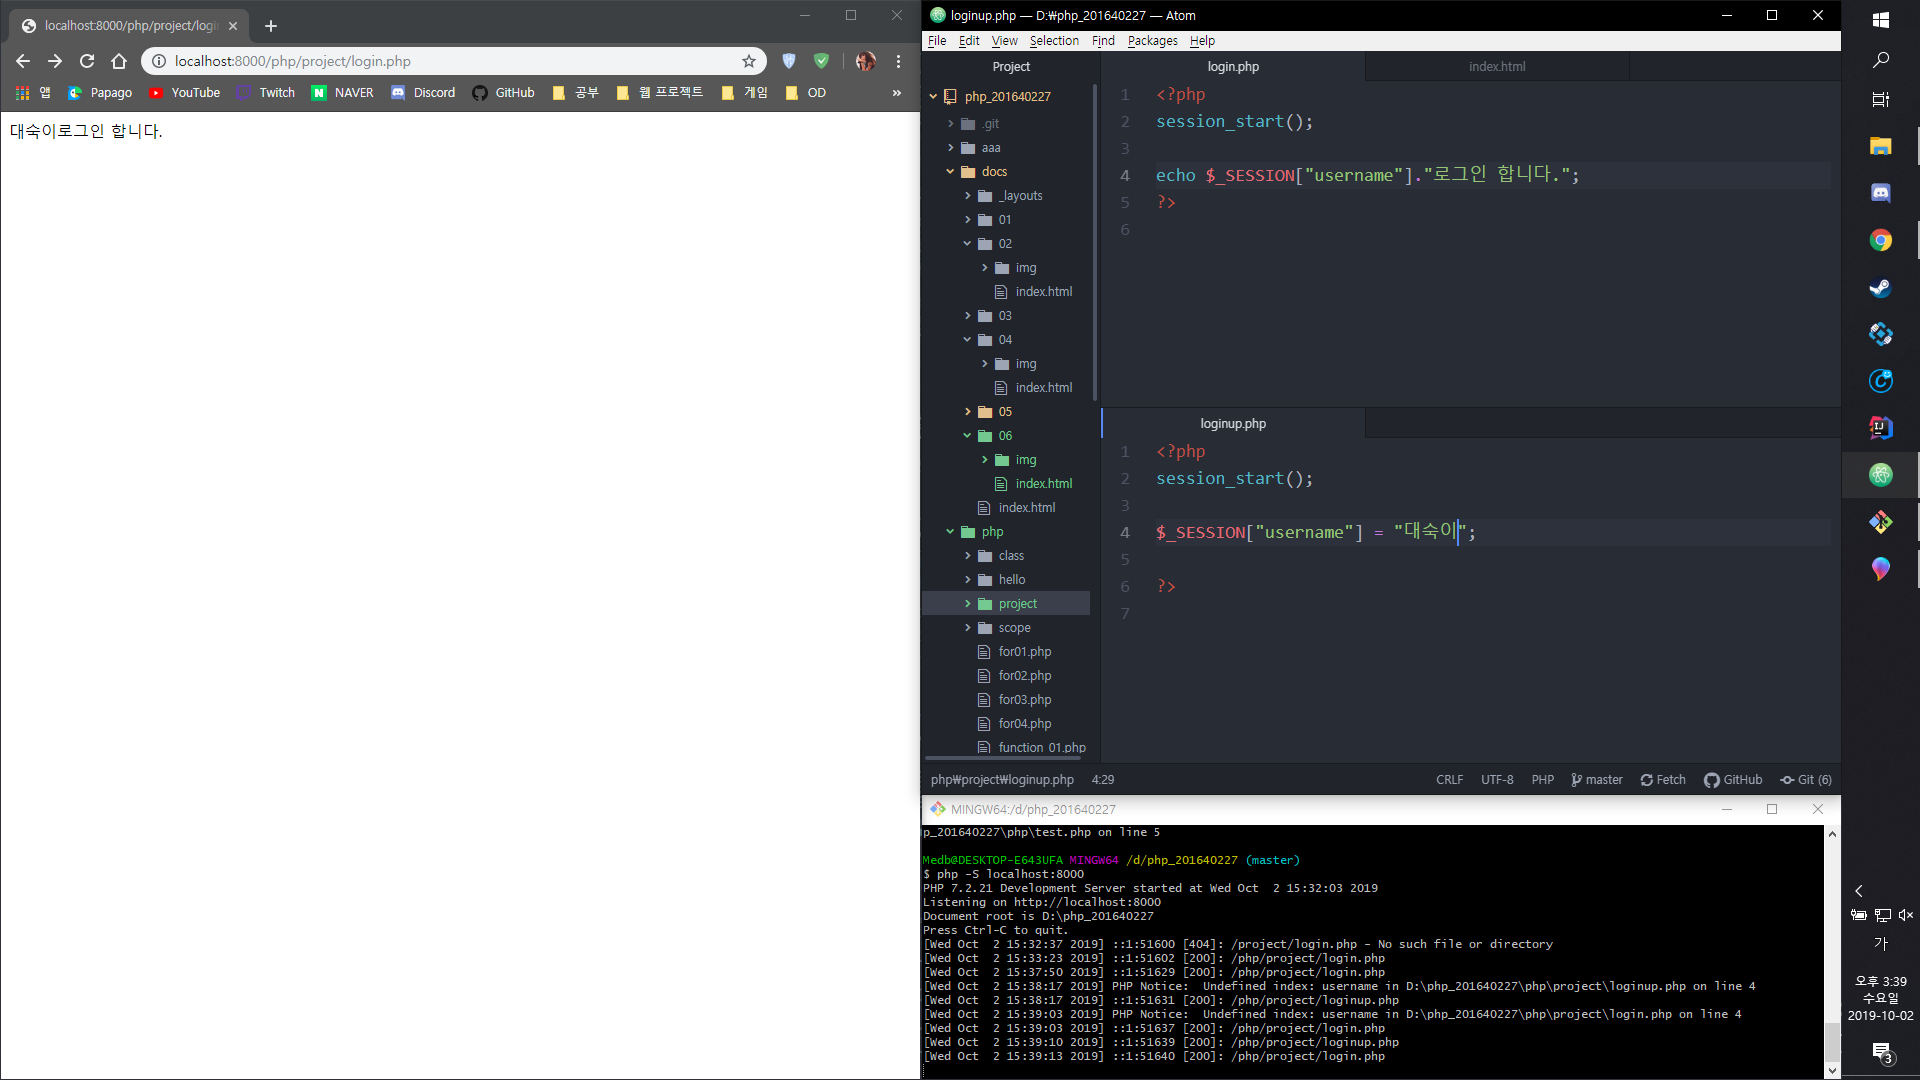 localhost:8000/php/project/logi
localhost:8000/php/project/login.php
앱 Papago YouTube Twitch NAVER Discord GitHub 공부 웹 프로젝트 게임 OD »
대숙이로그인 합니다.
loginup.php — D:₩php_201640227 — Atom
File Edit View Selection Find Packages Help
Project
php_201640227
.git
aaa
docs
_layouts
01
02
img
index.html
03
04
img
index.html
05
06
img
index.html
index.html
php
class
hello
project
scope
for01.php
for02.php
for03.php
for04.php
function_01.php
login.php index.html
1 <?php
2 session_start();
3
4 echo $_SESSION["username"]."로그인 합니다.";
5 ?>
6
loginup.php
1 <?php
2 session_start();
3
4 $_SESSION["username"] = "대숙이";
5
6 ?>
7
php₩project₩loginup.php 4:29 CRLF UTF-8 PHP master Fetch GitHub Git (6)
MINGW64:/d/php_201640227
p_201640227\php\test.php on line 5
Medb@DESKTOP-E643UFA MINGW64 /d/php_201640227 (master)
$ php -S localhost:8000
PHP 7.2.21 Development Server started at Wed Oct  2 15:32:03 2019
Listening on http://localhost:8000
Document root is D:\php_201640227
Press Ctrl-C to quit.
[Wed Oct  2 15:32:37 2019] ::1:51600 [404]: /project/login.php - No such file or directory
[Wed Oct  2 15:33:23 2019] ::1:51602 [200]: /php/project/login.php
[Wed Oct  2 15:37:50 2019] ::1:51629 [200]: /php/project/login.php
[Wed Oct  2 15:38:17 2019] PHP Notice:  Undefined index: username in D:\php_201640227\php\project\loginup.php on line 4
[Wed Oct  2 15:38:17 2019] ::1:51631 [200]: /php/project/loginup.php
[Wed Oct  2 15:39:03 2019] PHP Notice:  Undefined index: username in D:\php_201640227\php\project\login.php on line 4
[Wed Oct  2 15:39:03 2019] ::1:51637 [200]: /php/project/login.php
[Wed Oct  2 15:39:10 2019] ::1:51639 [200]: /php/project/loginup.php
[Wed Oct  2 15:39:13 2019] ::1:51640 [200]: /php/project/login.php
IJ
가
오후 3:39
수요일
2019-10-02
3